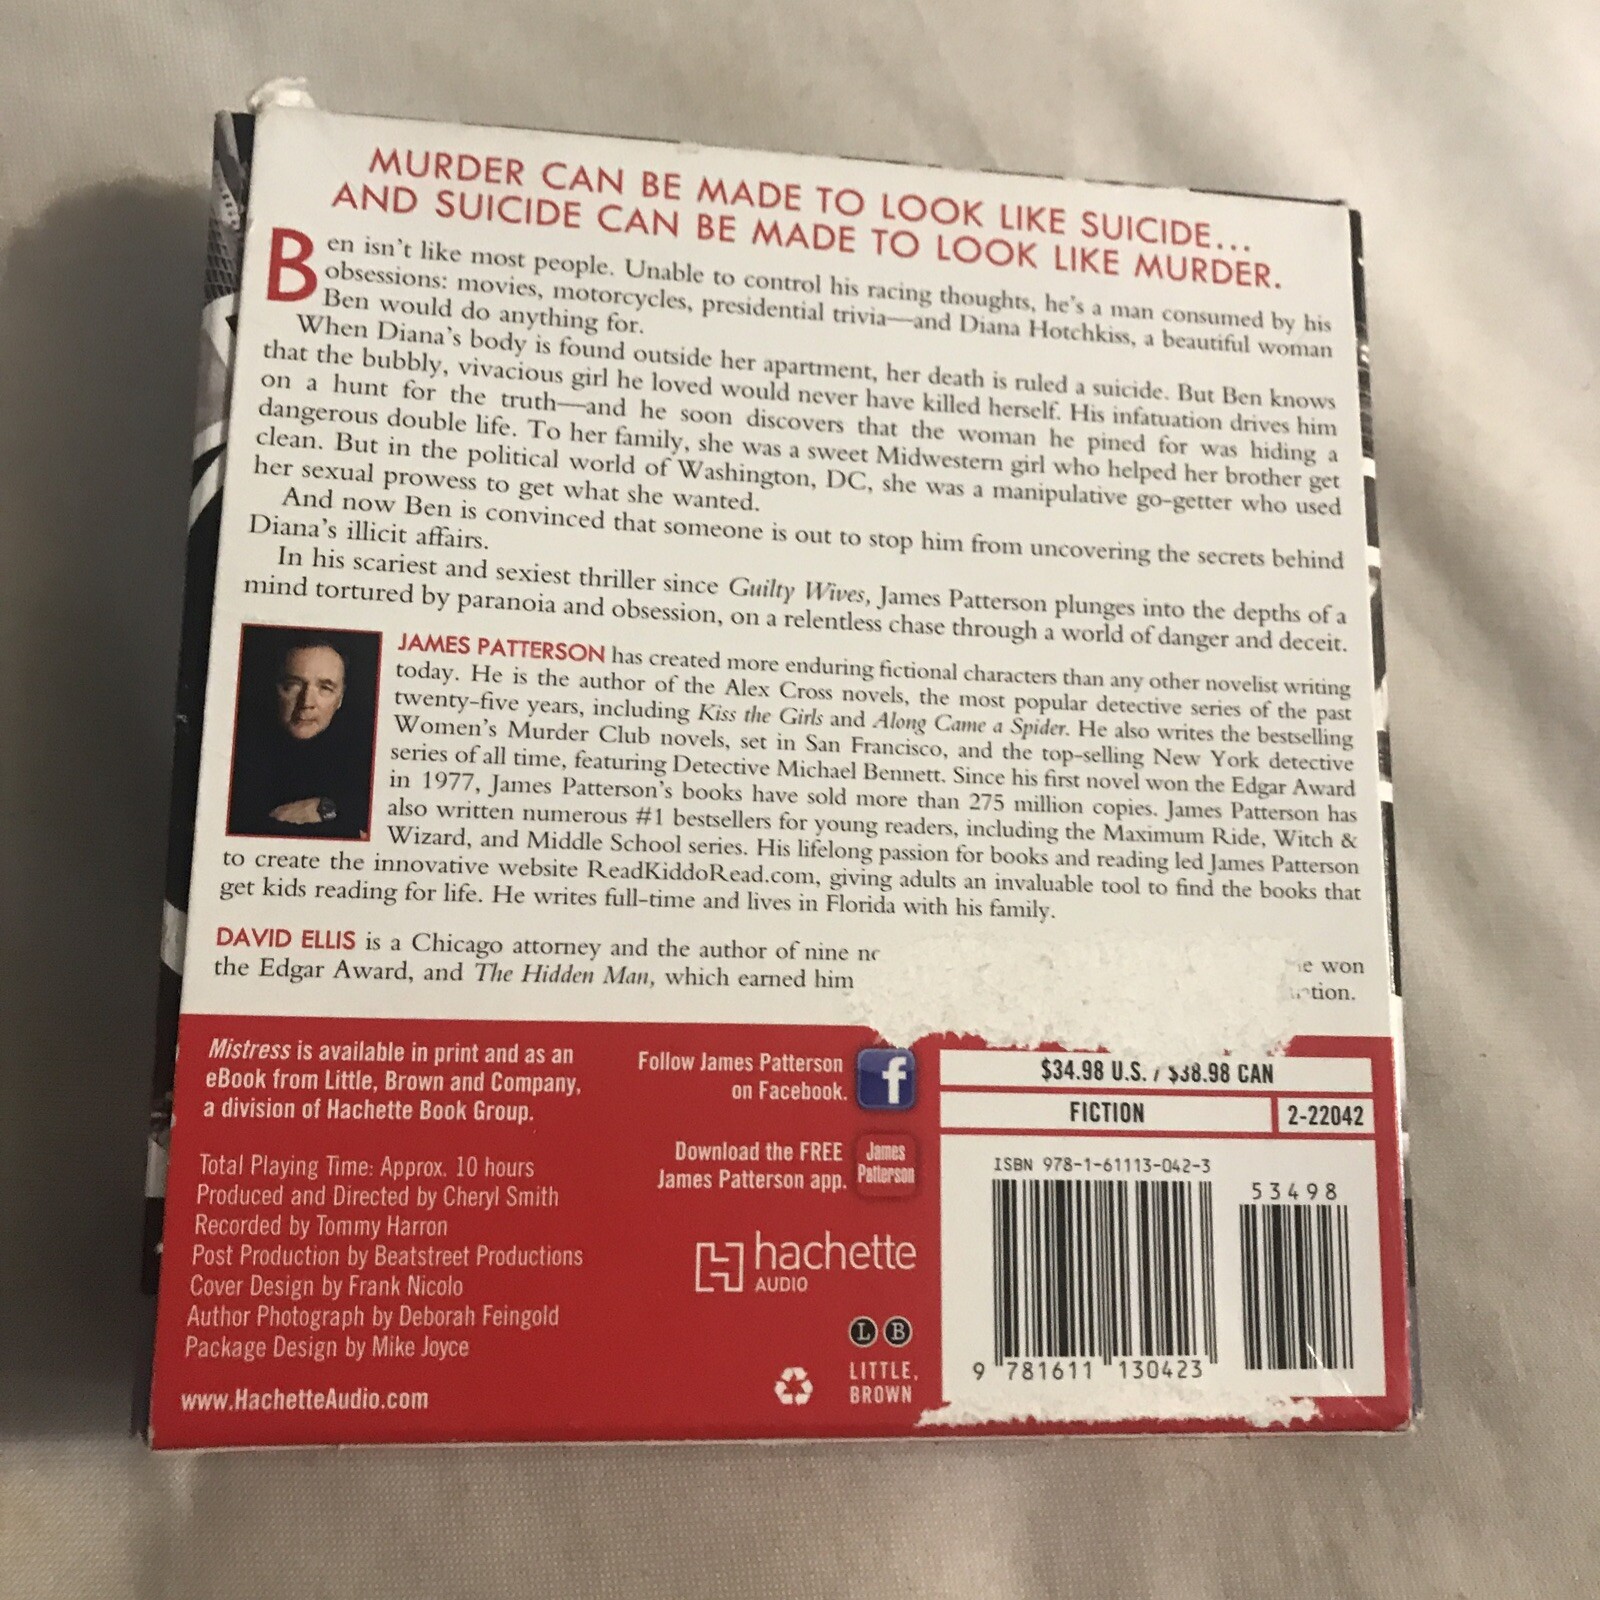 MURDER CAN BE MADE TO LOOK LIKE SUICIDE...
AND SUICIDE CAN BE MADE TO LOOK LIKE MURDER.
Ben isn't like most people. Unable to control his racing thoughts, he's a man consumed by his
obsessions: movies, motorcycles, presidential trivia—and Diana Hotchkiss, a beautiful woman
Ben would do anything for.
When Diana's body is found outside her apartment, her death is ruled a suicide. But Ben knows
that the bubbly, vivacious girl he loved would never have killed herself. His infatuation drives him
on a hunt for the truth—and he soon discovers that the woman he pined for was hiding a
dangerous double life. To her family, she was a sweet Midwestern girl who helped her brother get
clean. But in the political world of Washington, DC, she was a manipulative go-getter who used
her sexual prowess to get what she wanted.
And now Ben is convinced that someone is out to stop him from uncovering the secrets behind
Diana's illicit affairs.
In his scariest and sexiest thriller since Guilty Wives, James Patterson plunges into the depths of a
mind tortured by paranoia and obsession, on a relentless chase through a world of danger and deceit.
JAMES PATTERSON has created more enduring fictional characters than any other novelist writing
today. He is the author of the Alex Cross novels, the most popular detective series of the past
twenty-five years, including Kiss the Girls and Along Came a Spider. He also writes the bestselling
Women's Murder Club novels, set in San Francisco, and the top-selling New York detective
series of all time, featuring Detective Michael Bennett. Since his first novel won the Edgar Award
in 1977, James Patterson's books have sold more than 275 million copies. James Patterson has
also written numerous #1 bestsellers for young readers, including the Maximum Ride, Witch &
Wizard, and Middle School series. His lifelong passion for books and reading led James Patterson
to create the innovative website ReadKiddoRead.com, giving adults an invaluable tool to find the books that
get kids reading for life. He writes full-time and lives in Florida with his family.
DAVID ELLIS is a Chicago attorney and the author of nine won
the Edgar Award, and The Hidden Man, which earned him
Mistress is available in print and as an
eBook from Little, Brown and Company,
a division of Hachette Book Group.
Total Playing Time: Approx. 10 hours
Produced and Directed by Cheryl Smith
Recorded by Tommy Harron
Post Production by Beatstreet Productions
Cover Design by Frank Nicolo
Author Photograph by Deborah Feingold
Package Design by Mike Joyce
www.HachetteAudio.com
Follow James Patterson
on Facebook.
f
Download the FREE
James Patterson app.
James
Patterson
hachette
AUDIO
L B
LITTLE,
BROWN
$34.98 U.S. / $38.98 CAN
FICTION
2-22042
ISBN 978-1-61113-042-3
53498
9 781611 130423